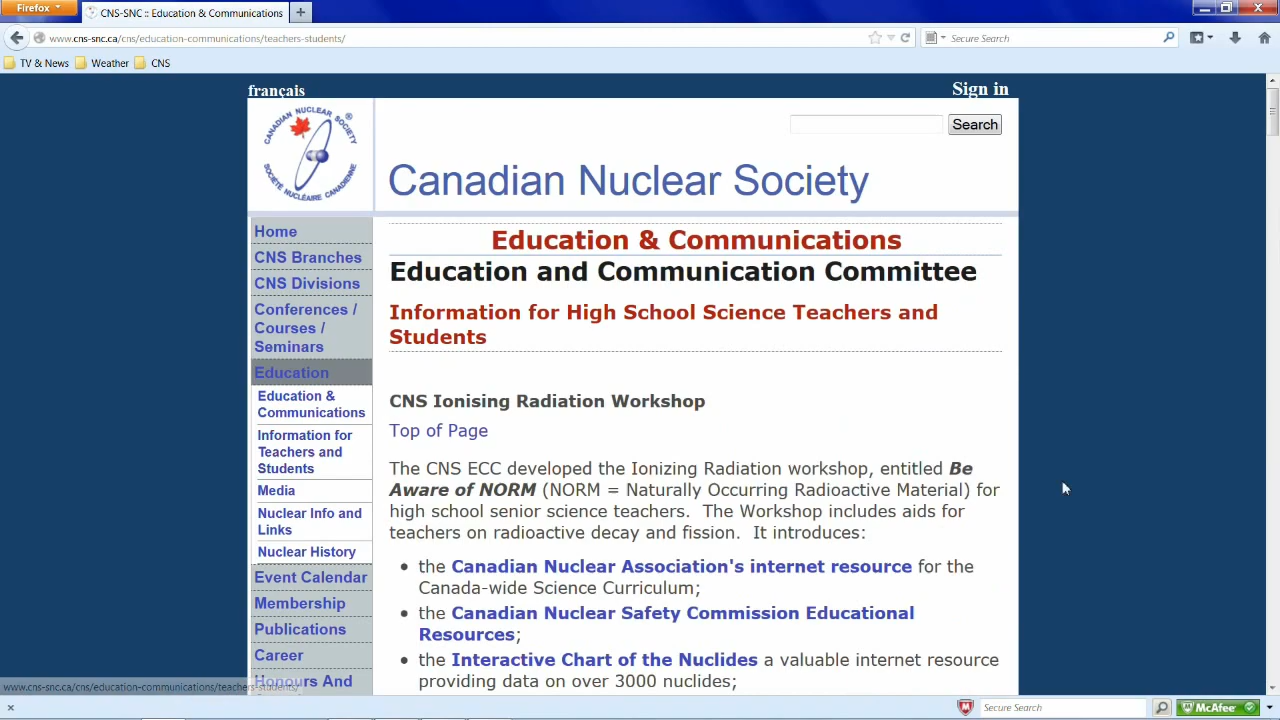 Firefox
CNS-SNC :: Education & Communications
www.cns-snc.ca/cns/education-communications/teachers-students/
Secure Search
TV & News Weather CNS
français
Sign in
CANADIAN NUCLEAR SOCIETY
SOCIÉTÉ NUCLÉAIRE CANADIENNE
Search
Canadian Nuclear Society
Home
CNS Branches
CNS Divisions
Conferences /
Courses /
Seminars
Education
Education &
Communications
Information for
Teachers and
Students
Media
Nuclear Info and
Links
Nuclear History
Event Calendar
Membership
Publications
Career
Honours And
Education & Communications
Education and Communication Committee
Information for High School Science Teachers and
Students
CNS Ionising Radiation Workshop
Top of Page
The CNS ECC developed the Ionizing Radiation workshop, entitled Be
Aware of NORM (NORM = Naturally Occurring Radioactive Material) for
high school senior science teachers. The Workshop includes aids for
teachers on radioactive decay and fission. It introduces:
• the Canadian Nuclear Association's internet resource for the
Canada-wide Science Curriculum;
• the Canadian Nuclear Safety Commission Educational
Resources;
• the Interactive Chart of the Nuclides a valuable internet resource
providing data on over 3000 nuclides;
www.cns-snc.ca/cns/education-communications/teachers-students/
Secure Search
McAfee